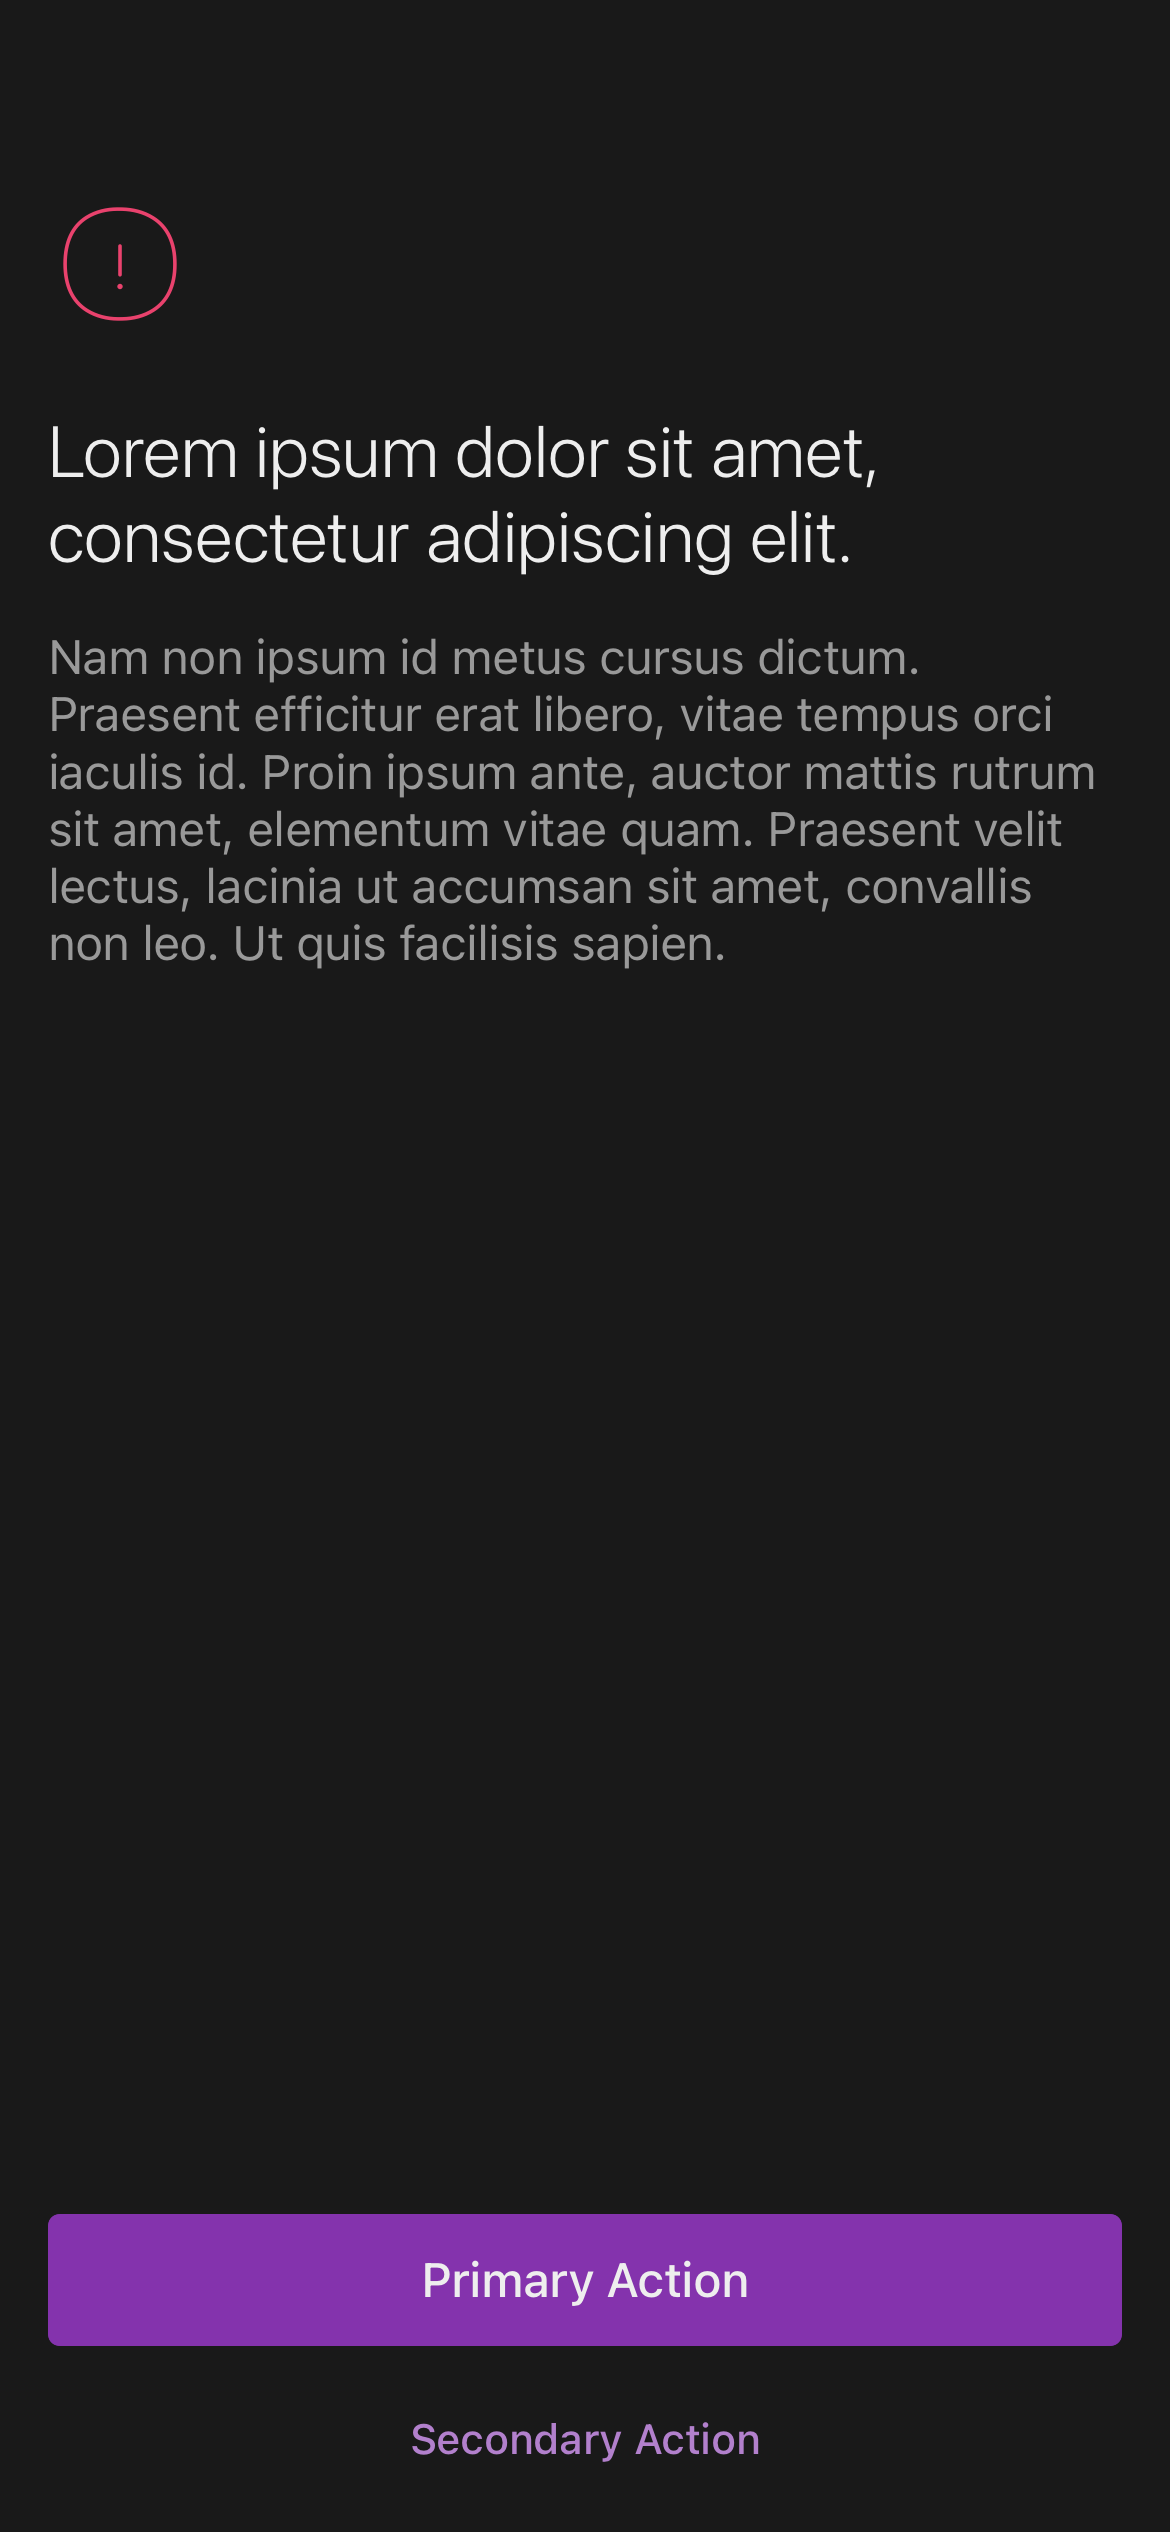 !
Lorem ipsum dolor sit amet,
consectetur adipiscing elit.
Nam non ipsum id metus cursus dictum.
Praesent efficitur erat libero, vitae tempus orci
iaculis id. Proin ipsum ante, auctor mattis rutrum
sit amet, elementum vitae quam. Praesent velit
lectus, lacinia ut accumsan sit amet, convallis
non leo. Ut quis facilisis sapien.
Primary Action
Secondary Action